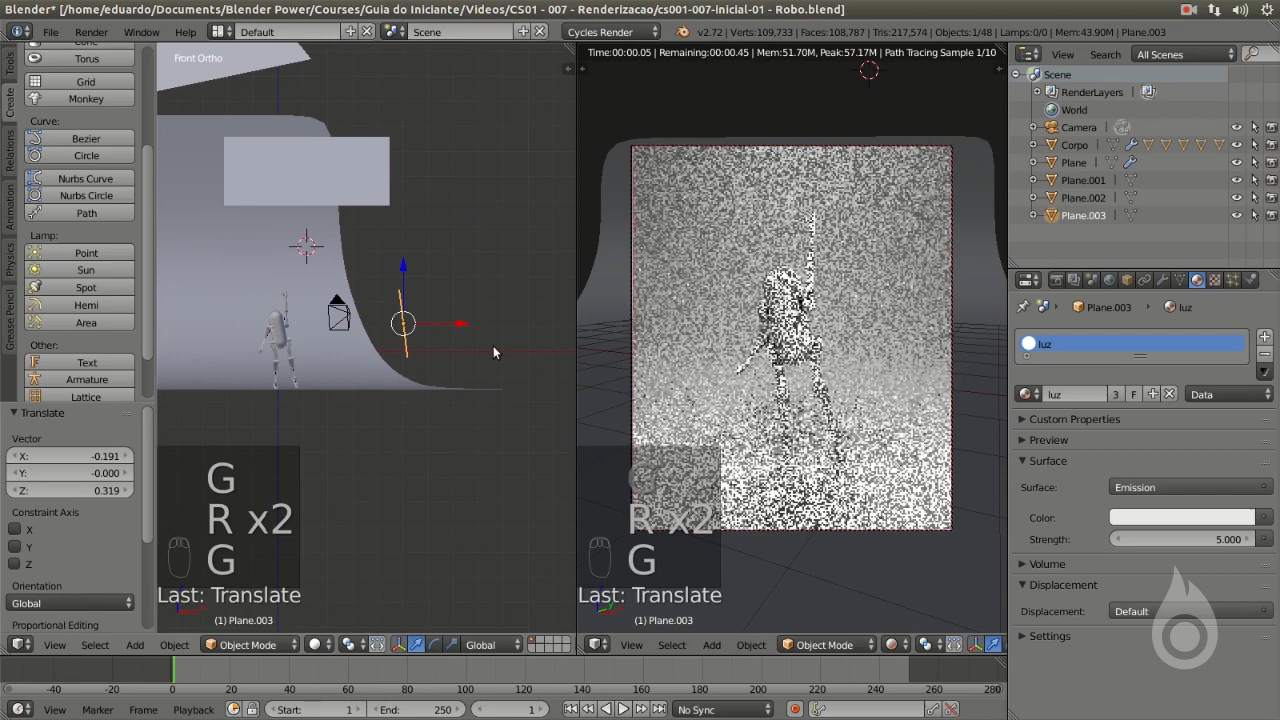 Blender* [/home/eduardo/Documents/Blender Power/Courses/Guia do Iniciante/Videos/CS01 - 007 - Renderizacao/cs001-007-inicial-01 - Robo.blend]
File Render Window Help Default Scene Cycles Render v2.72 | Verts:109,733 | Faces:108,787 | Tris:217,574 | Objects:1/48 | Lamps:0/0 | Mem:43.90M | Plane.003
Front Ortho
Time:00:00.05 | Remaining:00:00.45 | Mem:51.70M, Peak:57.17M | Path Tracing Sample 1/10
View Search All Scenes
Tools
Create
Relations
Animation
Physics
Grease Pencil
Torus
Grid
Monkey
Curve:
Bezier
Circle
Nurbs Curve
Nurbs Circle
Path
Lamp:
Point
Sun
Spot
Hemi
Area
Other:
Text
Armature
Lattice
Translate
Vector
X: -0.191
Y: -0.000
Z: 0.319
Constraint Axis
X
Y
Z
Orientation
Global
Proportional Editing
G
R x2
G
Last: Translate
(1) Plane.003
R x2
G
Last: Translate
(1) Plane.003
Scene
RenderLayers
World
Camera
Corpo
Plane
Plane.001
Plane.002
Plane.003
Plane.003 luz
luz
luz 3 F Data
Custom Properties
Preview
Surface
Surface: Emission
Color:
Strength: 5.000
Volume
Displacement
Displacement: Default
Settings
View Select Add Object Object Mode Global
View Select Add Object Object Mode
-40 -20 0 20 40 60 80 100 120 140 160 180 200 220 240 260 280
View Marker Frame Playback Start: 1 End: 250 1 No Sync